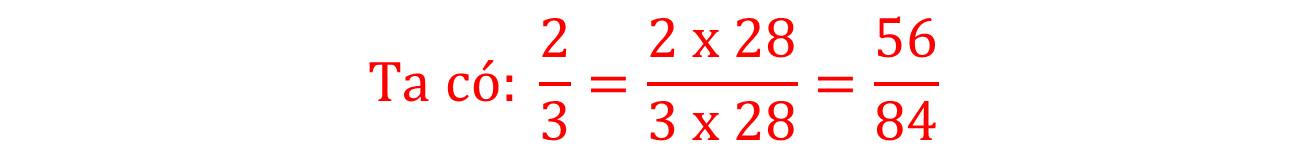 Ta có: 2/3 = 2 x 28/3 x 28 = 56/84